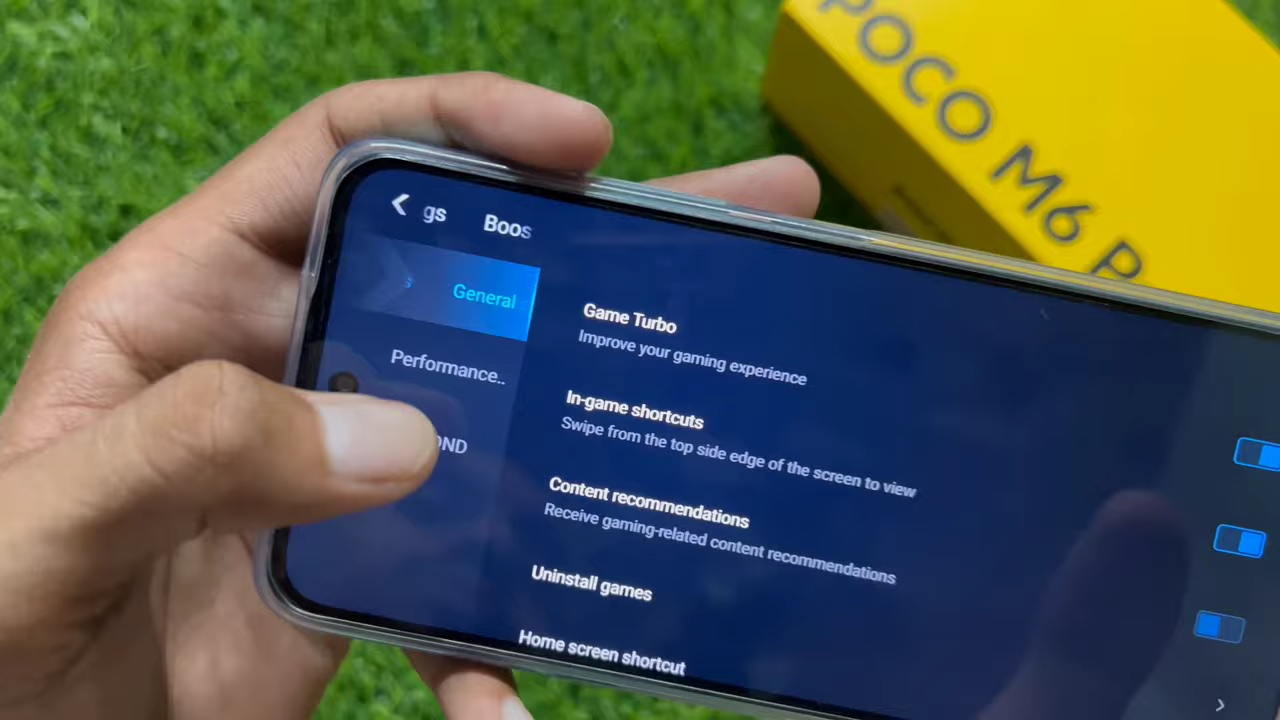 POCO M6 P
gs Boos
General
Performance..
DND
Game Turbo
Improve your gaming experience
In-game shortcuts
Swipe from the top side edge of the screen to view
Content recommendations
Receive gaming-related content recommendations
Uninstall games
Home screen shortcut